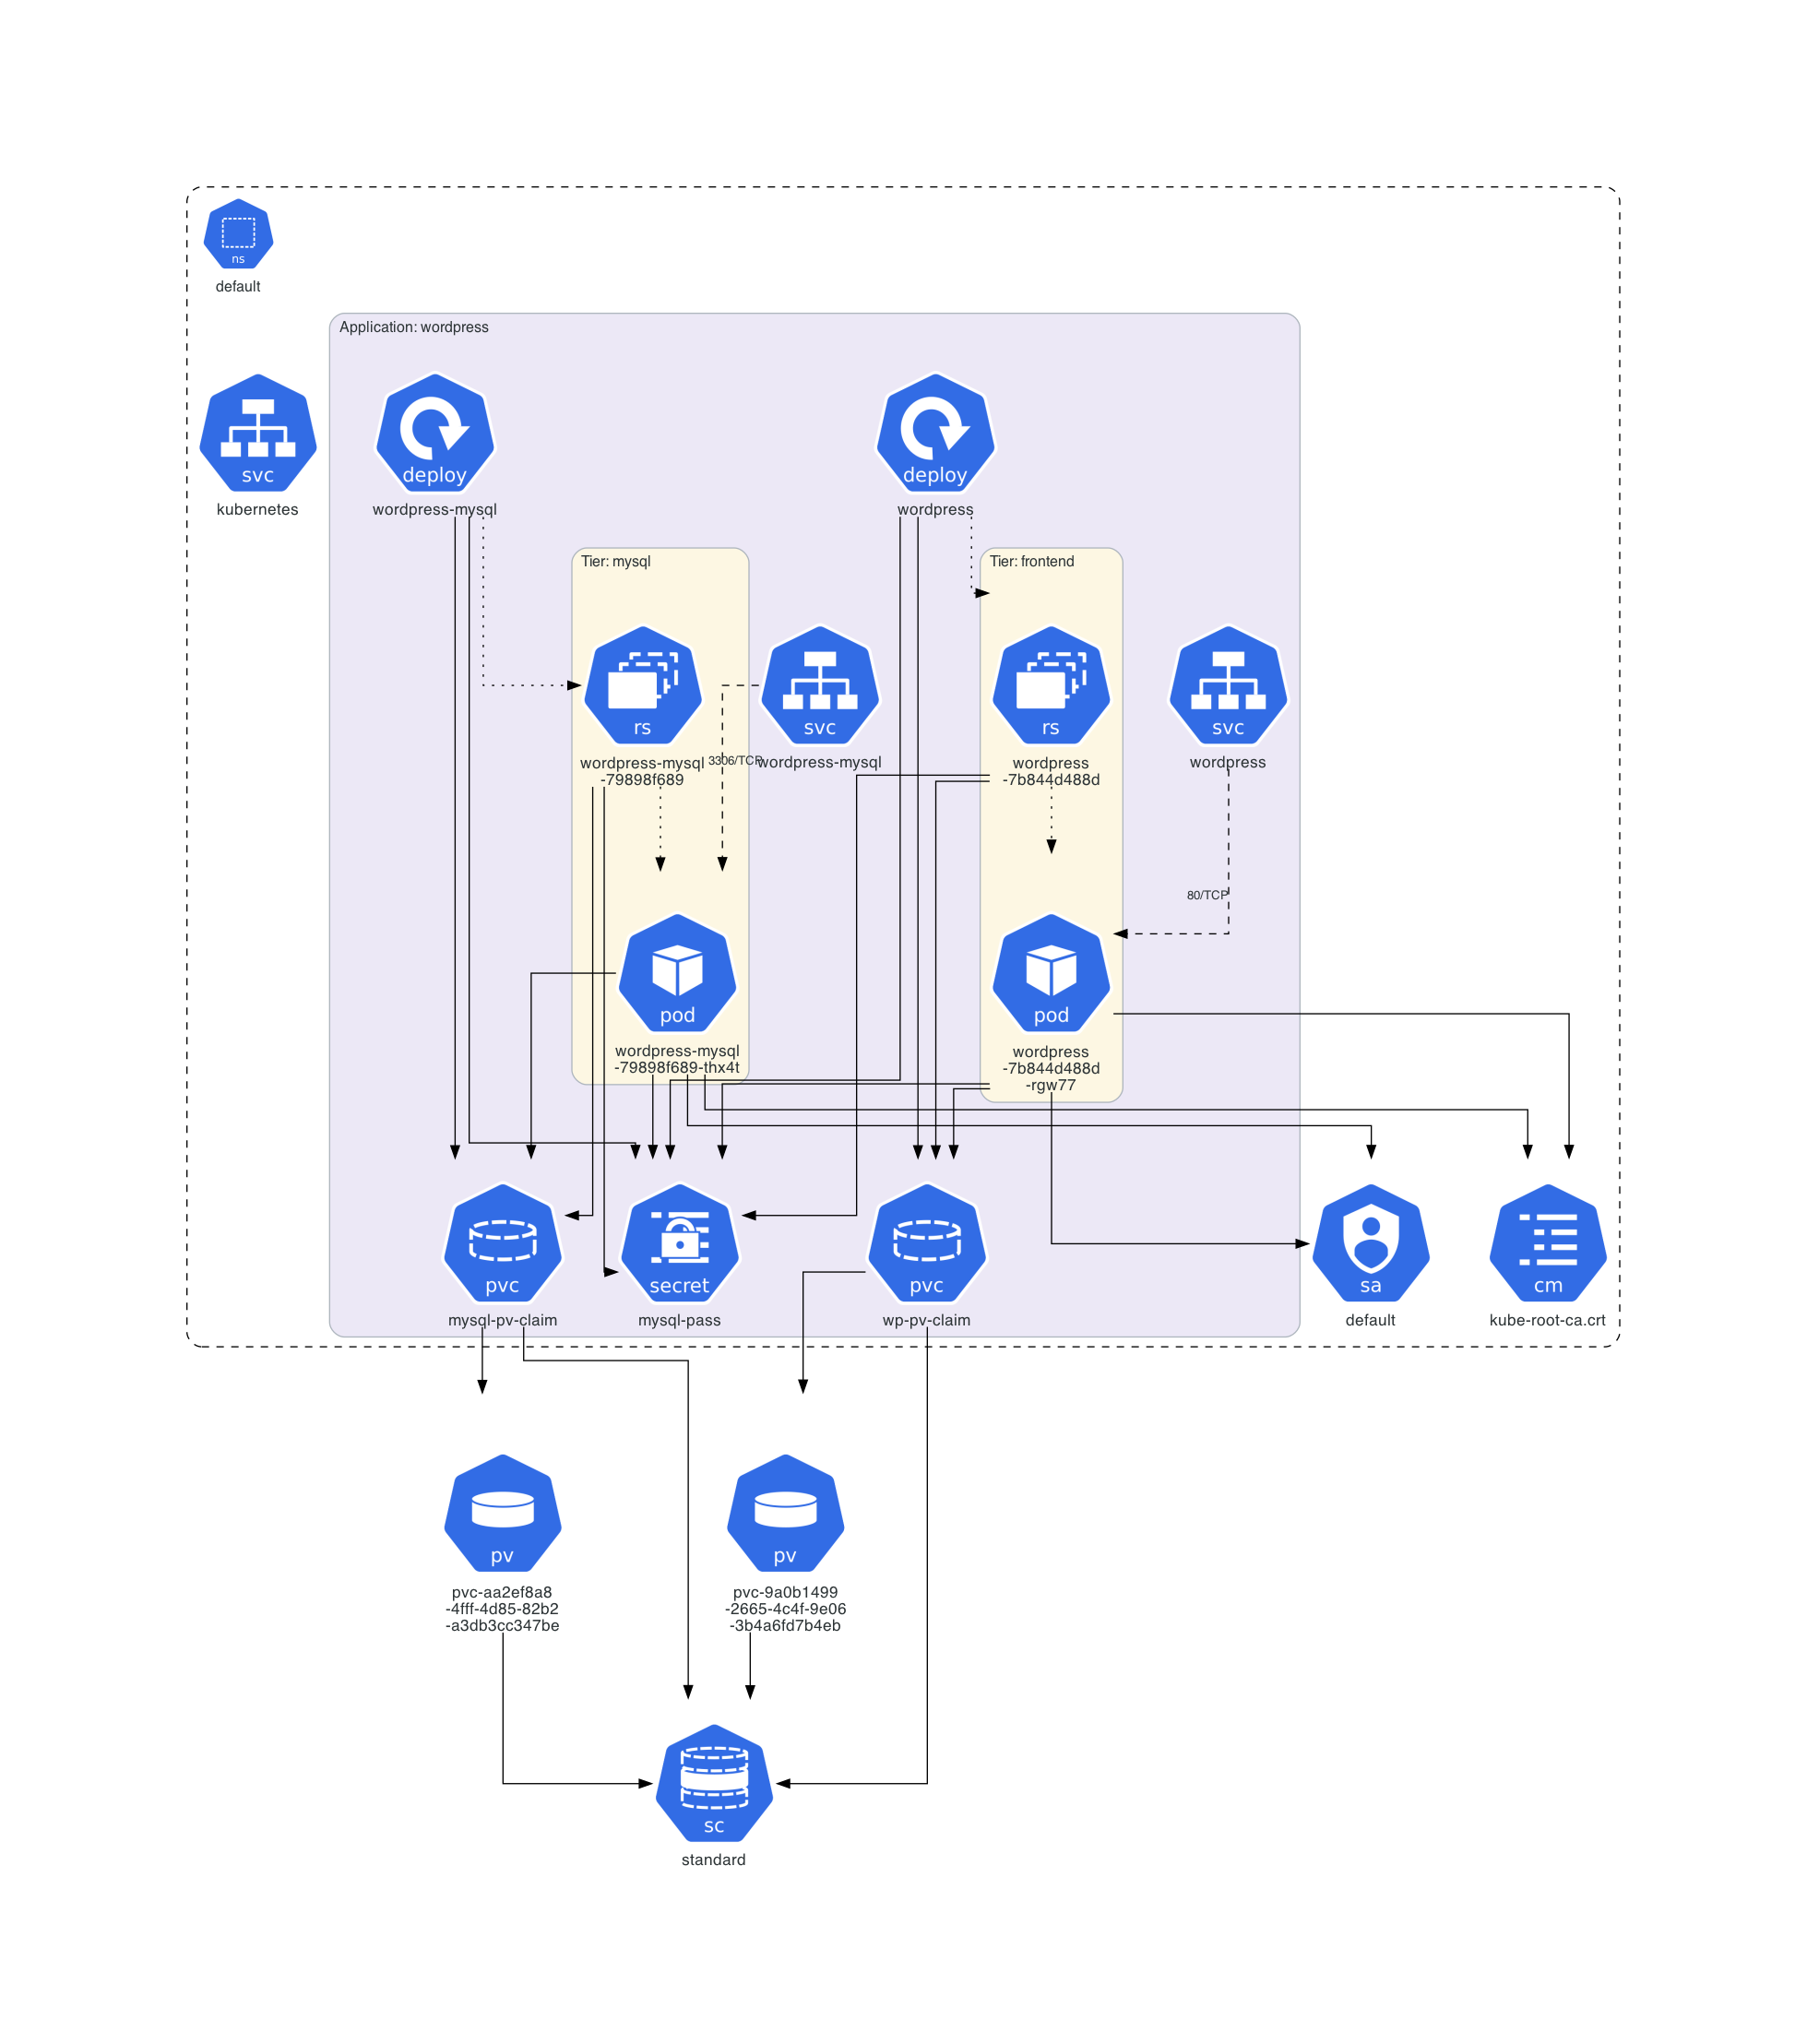 ns
default
Application: wordpress
svc
kubernetes
deploy
wordpress-mysql
deploy
wordpress
Tier: mysql
Tier: frontend
rs
wordpress-mysql
-79898f689
3306/TCP
svc
wordpress-mysql
rs
wordpress
-7b844d488d
svc
wordpress
80/TCP
pod
wordpress-mysql
-79898f689-thx4t
pod
wordpress
-7b844d488d
-rgw77
pvc
mysql-pv-claim
secret
mysql-pass
pvc
wp-pv-claim
sa
default
cm
kube-root-ca.crt
pv
pvc-aa2ef8a8
-4fff-4d85-82b2
-a3db3cc347be
pv
pvc-9a0b1499
-2665-4c4f-9e06
-3b4a6fd7b4eb
sc
standard